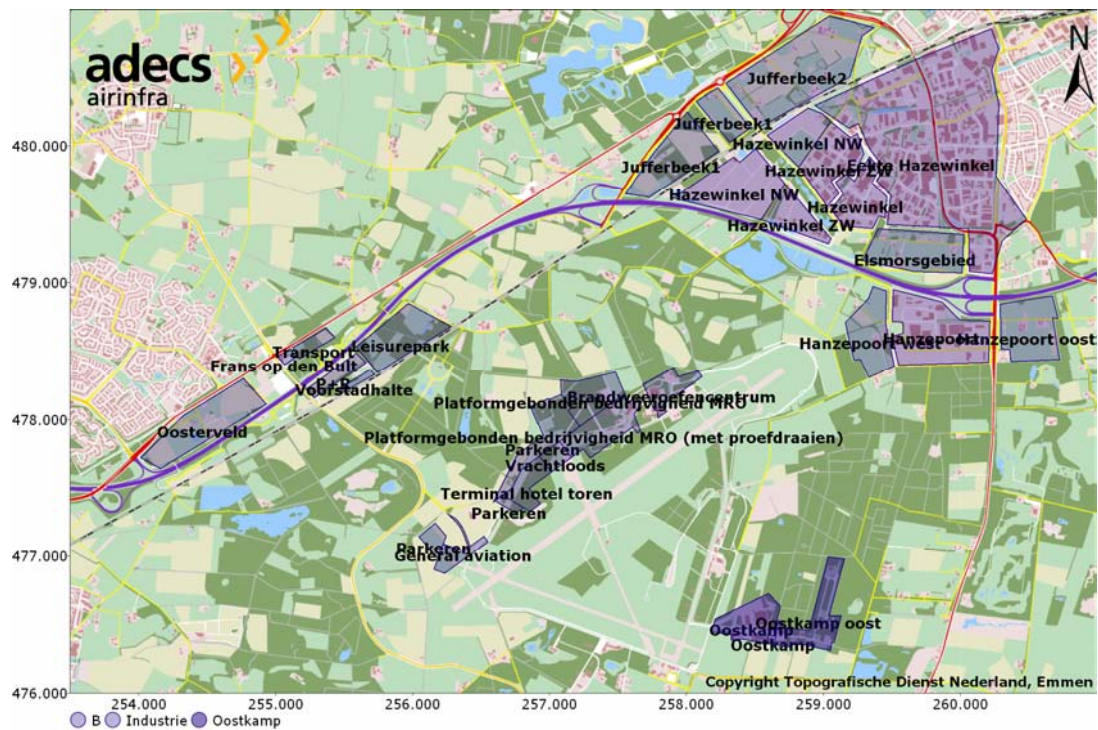 adecs
airinfra
N
Jufferbeek2
Jufferbeek1
480.000
Hazewinkel NW
Jufferbeek1
Hazewinkel ZW
Eekte Hazewinkel
Hazewinkel NW
Hazewinkel
Hazewinkel ZW
Elsmorsgebied
479.000
Hanzepoort west
Hanzepoort
Hanzepoort oost
Leisurepark
Transport
Frans op den Bult
P+R
Voorstadhalte
Brandweeroefencentrum
Platformgebonden bedrijvigheid MRO
478.000
Oosterveld
Platformgebonden bedrijvigheid MRO (met proefdraaien)
Parkeren
Vrachtloods
Terminal hotel toren
Parkeren
477.000
Parkeren
General aviation
Oostkamp oost
Oostkamp
Oostkamp
Copyright Topografische Dienst Nederland, Emmen
476.000
254.000 255.000 256.000 257.000 258.000 259.000 260.000
B Industrie Oostkamp